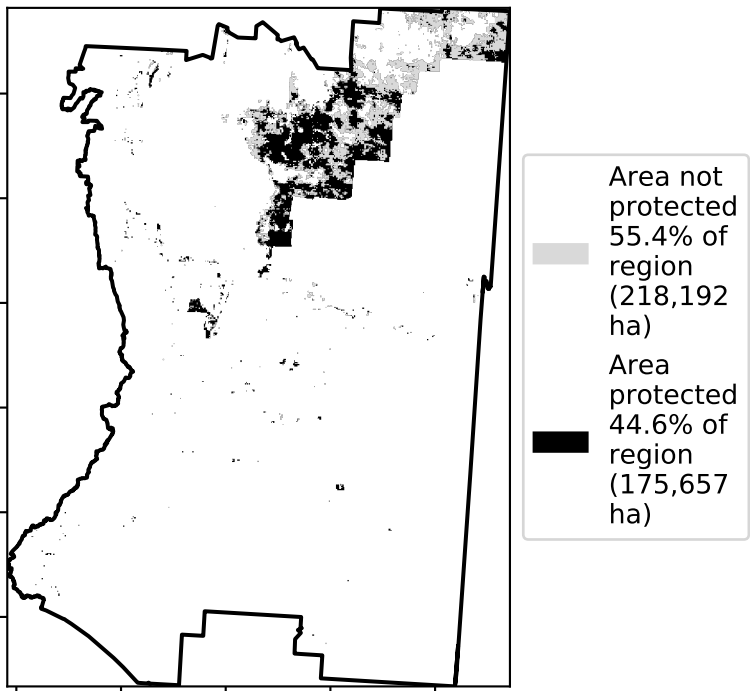 Area not
protected
55.4% of
region
(218,192
ha)
Area
protected
44.6% of
region
(175,657
ha)